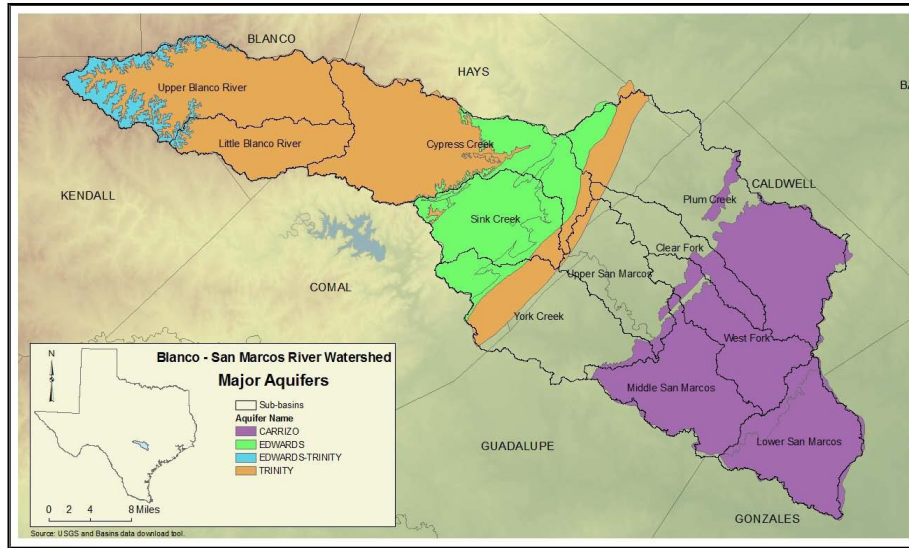 BLANCO
HAYS
BA
Upper Blanco River
Little Blanco River
Cypress Creek
KENDALL
Plum Creek
CALDWELL
Sink Creek
Clear Fork
Upper San Marcos
COMAL
York Creek
West Fork
Middle San Marcos
Lower San Marcos
GUADALUPE
GONZALES
Blanco - San Marcos River Watershed
Major Aquifers
N
Sub-basins
Aquifer Name
CARRIZO
EDWARDS
EDWARDS-TRINITY
TRINITY
0 2 4 8 Miles
Source: USGS and Basins data download tool.